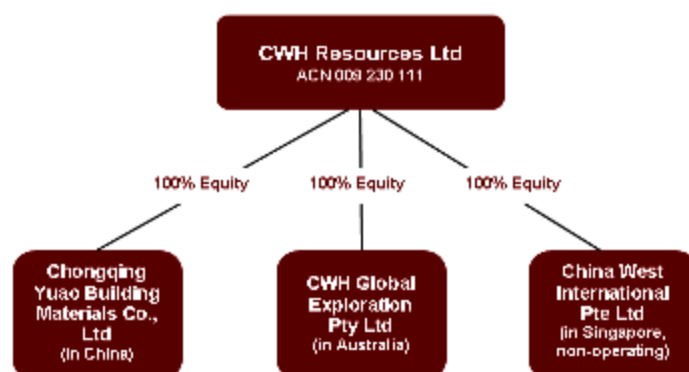 CWH Resources Ltd
ACN 009 230 111
100% Equity 100% Equity 100% Equity
Chongqing
Yuao Building
Materials Co.,
Ltd
(in China)
CWH Global
Exploration
Pty Ltd
(in Australia)
China West
International
Pte Ltd
(in Singapore,
non-operating)